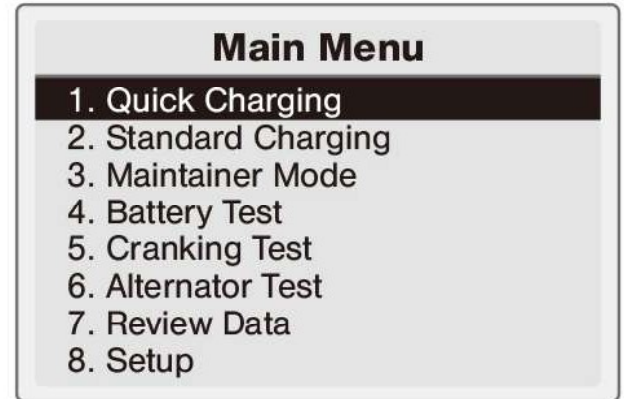 Main Menu
1. Quick Charging
2. Standard Charging
3. Maintainer Mode
4. Battery Test
5. Cranking Test
6. Alternator Test
7. Review Data
8. Setup